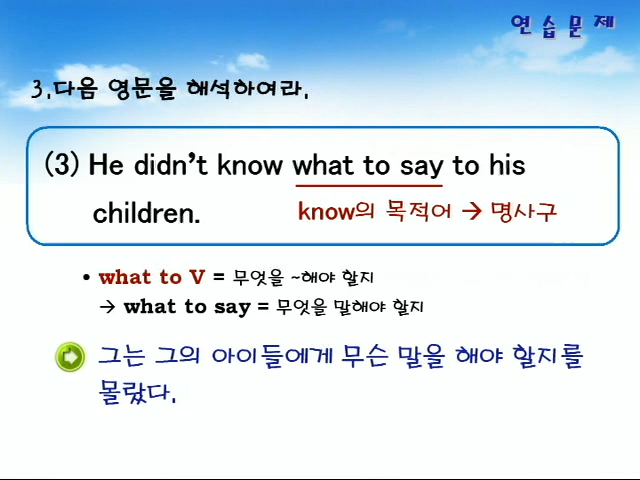 연습문제
3.다음 영문을 해석하여라.
(3) He didn't know what to say to his
children.
know의 목적어 → 명사구
• what to V = 무엇을 ~해야 할지
→ what to say = 무엇을 말해야 할지
그는 그의 아이들에게 무슨 말을 해야 할지를
몰랐다.